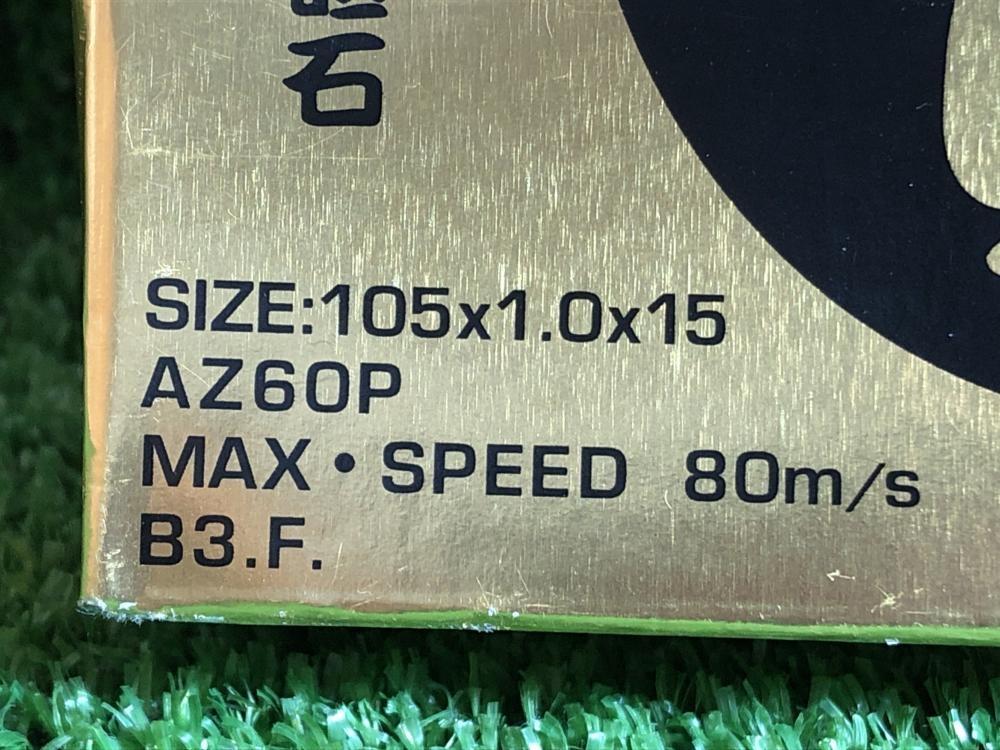 石
SIZE:105x1.0x15
AZ60P
MAX・SPEED 80m/s
B3.F.